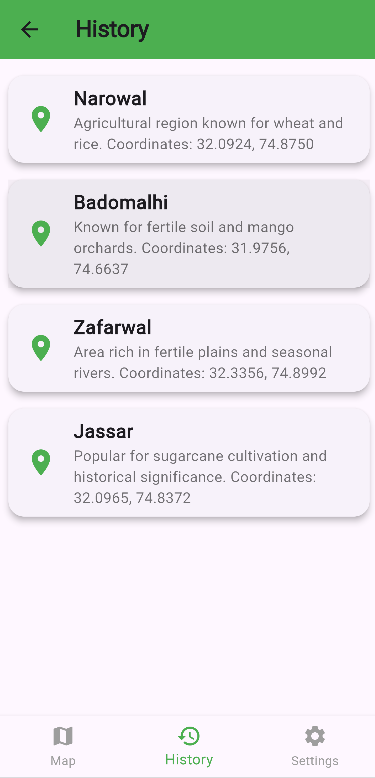 History
Narowal
Agricultural region known for wheat and
rice. Coordinates: 32.0924, 74.8750
Badomalhi
Known for fertile soil and mango
orchards. Coordinates: 31.9756,
74.6637
Zafarwal
Area rich in fertile plains and seasonal
rivers. Coordinates: 32.3356, 74.8992
Jassar
Popular for sugarcane cultivation and
historical significance. Coordinates:
32.0965, 74.8372
Map
History
Settings